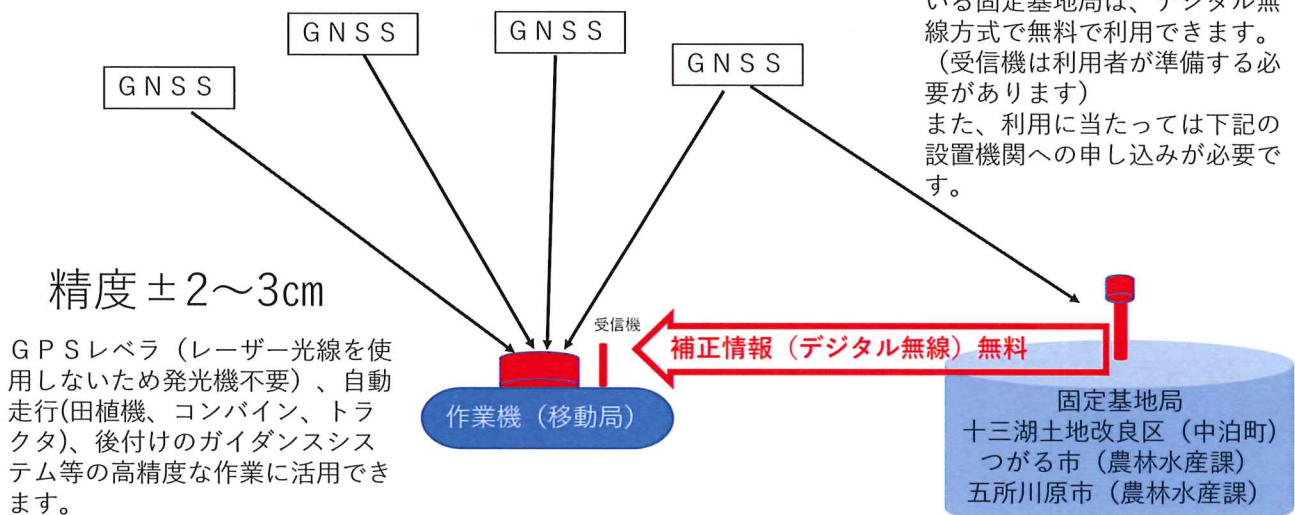 いる固定基地局は、デジタル無
線方式で無料で利用できます。
（受信機は利用者が準備する必
要があります）
また、利用に当たっては下記の
設置機関への申し込みが必要で
す。
ＧＮＳＳ
ＧＮＳＳ
ＧＮＳＳ
ＧＮＳＳ
精度±2～3㎝
ＧＰＳレベラ（レーザー光線を使
用しないため発光機不要）、自動
走行(田植機、コンバイン、トラ
クタ)、後付けのガイダンスシス
テム等の高精度な作業に活用でき
ます。
受信機
補正情報（デジタル無線）無料
作業機（移動局）
固定基地局
十三湖土地改良区（中泊町）
つがる市（農林水産課）
五所川原市（農林水産課）